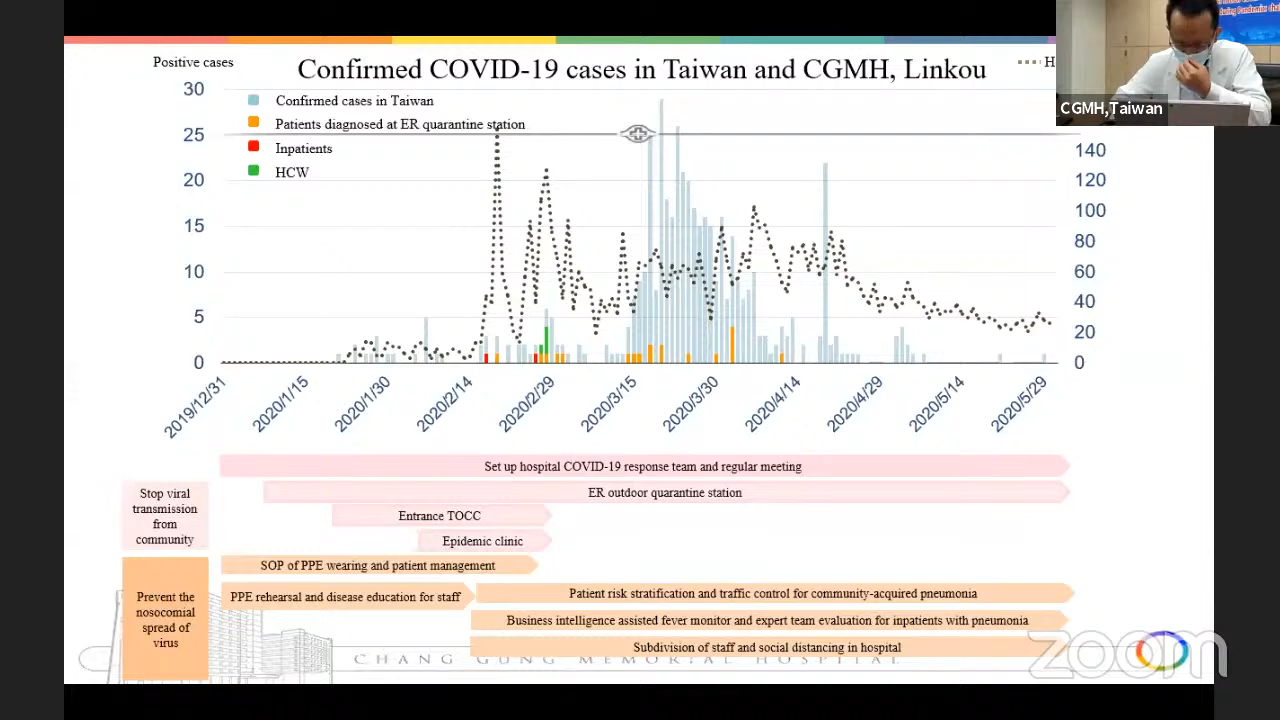 Positive cases
Confirmed COVID-19 cases in Taiwan and CGMH, Linkou
H
Confirmed cases in Taiwan
Patients diagnosed at ER quarantine station
Inpatients
HCW
30
25
20
15
10
5
0
140
120
100
80
60
40
20
0
2019/12/31
2020/1/15
2020/1/30
2020/2/14
2020/2/29
2020/3/15
2020/3/30
2020/4/14
2020/4/29
2020/5/14
2020/5/29
Set up hospital COVID-19 response team and regular meeting
Stop viral
transmission
from
community
ER outdoor quarantine station
Entrance TOCC
Epidemic clinic
Prevent the
nosocomial
spread of
virus
SOP of PPE wearing and patient management
PPE rehearsal and disease education for staff
Patient risk stratification and traffic control for community-acquired pneumonia
Business intelligence assisted fever monitor and expert team evaluation for inpatients with pneumonia
Subdivision of staff and social distancing in hospital
CHANG GUNG MEMORIAL HOSPITAL
zoom
CGMH,Taiwan
during Pandemics